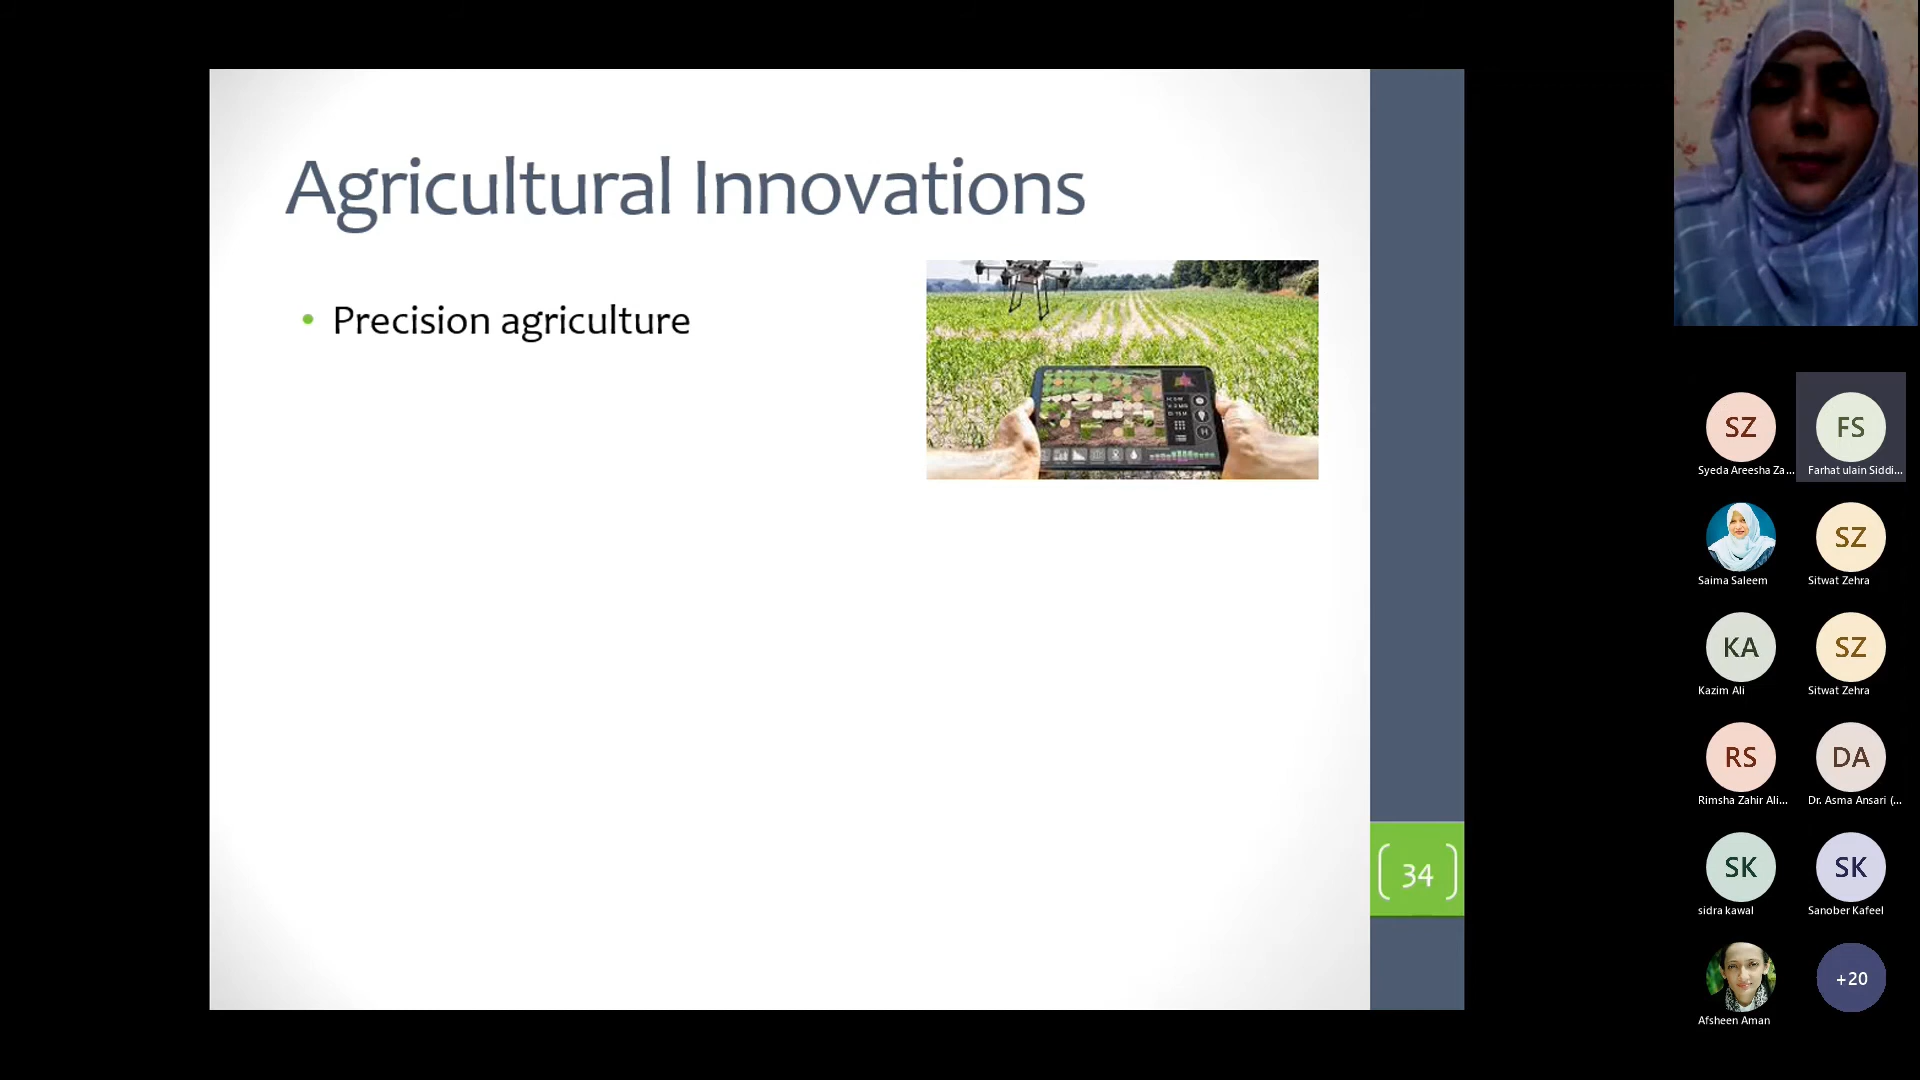 Agricultural Innovations
• Precision agriculture
34
SZ
FS
Syeda Areesha Za...
Farhat ulain Siddi...
SZ
Saima Saleem
Sitwat Zehra
KA
SZ
Kazim Ali
Sitwat Zehra
RS
DA
Rimsha Zahir Ali...
Dr. Asma Ansari (...
SK
SK
sidra kawal
Sanober Kafeel
+20
Afsheen Aman